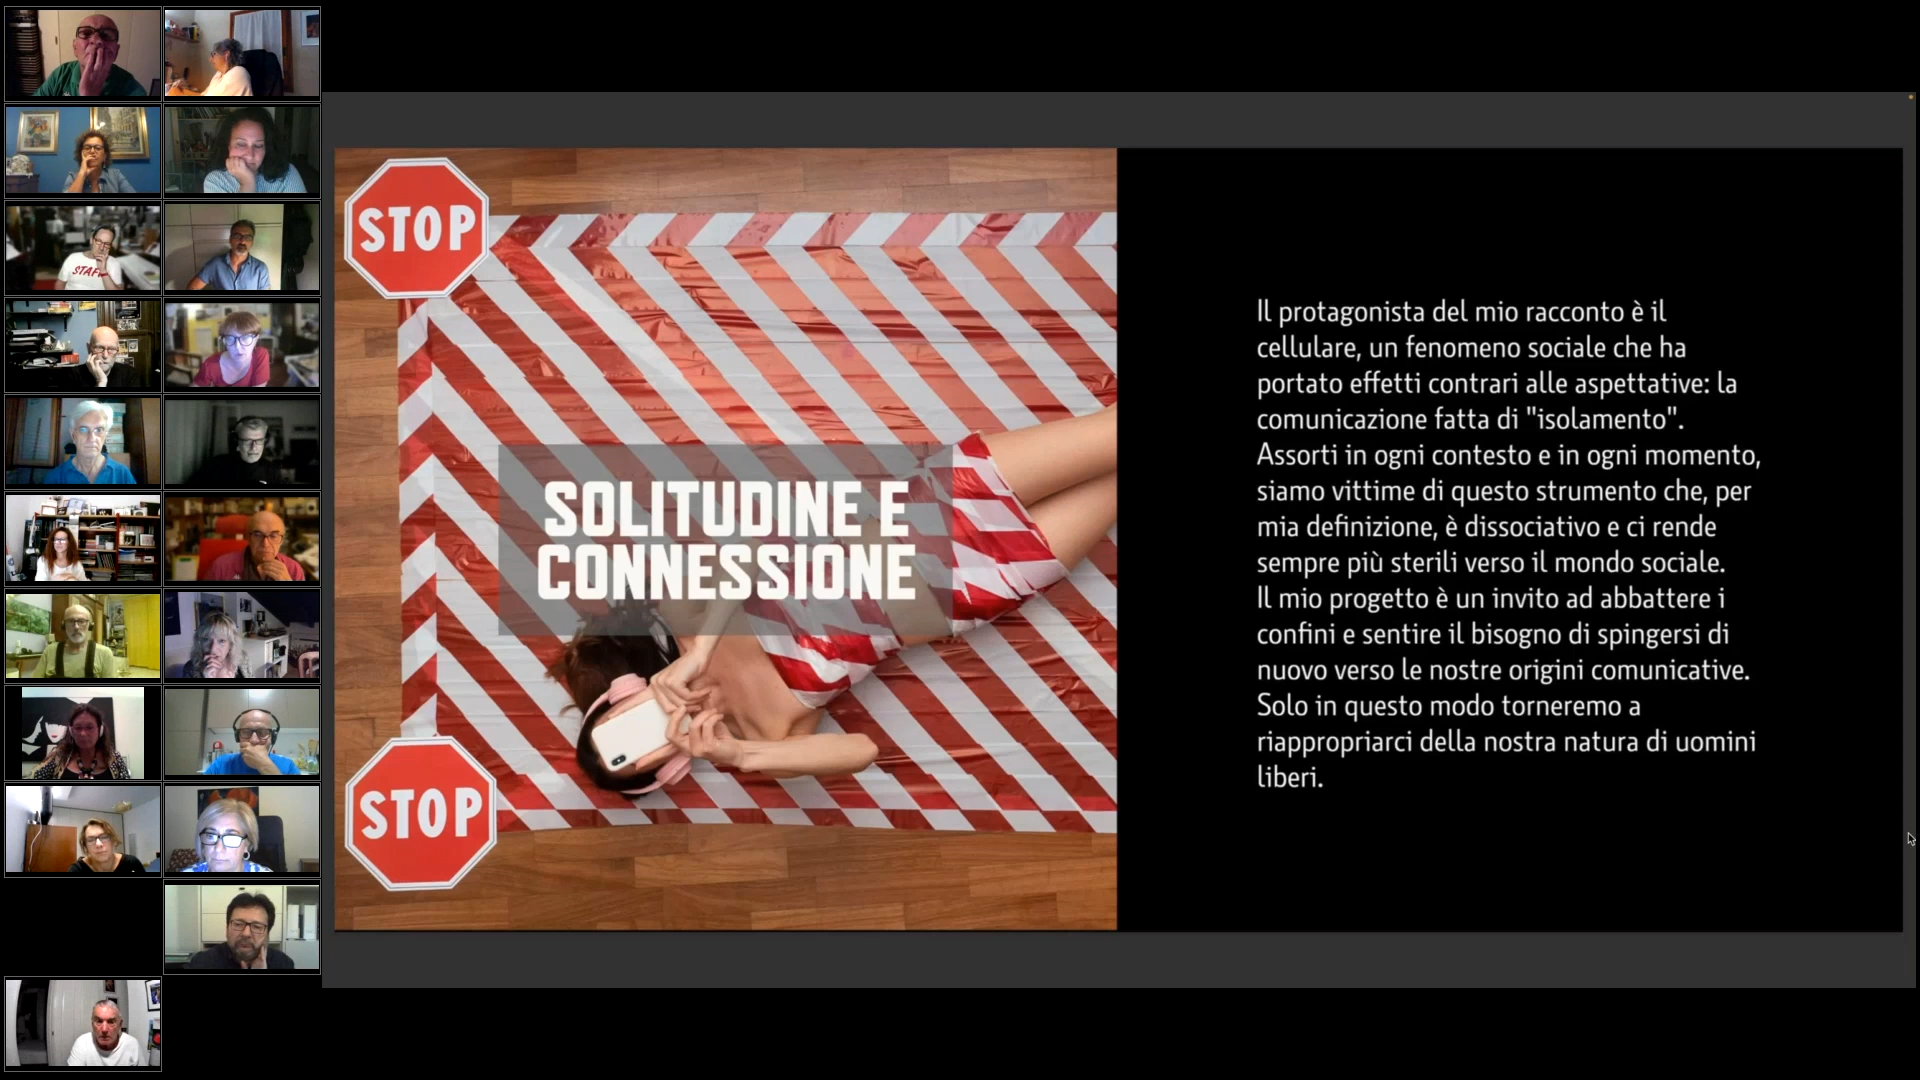 STAFF
STOP
SOLITUDINE E
CONNESSIONE
STOP
Il protagonista del mio racconto è il
cellulare, un fenomeno sociale che ha
portato effetti contrari alle aspettative: la
comunicazione fatta di "isolamento".
Assorti in ogni contesto e in ogni momento,
siamo vittime di questo strumento che, per
mia definizione, è dissociativo e ci rende
sempre più sterili verso il mondo sociale.
Il mio progetto è un invito ad abbattere i
confini e sentire il bisogno di spingersi di
nuovo verso le nostre origini comunicative.
Solo in questo modo torneremo a
riappropriarci della nostra natura di uomini
liberi.